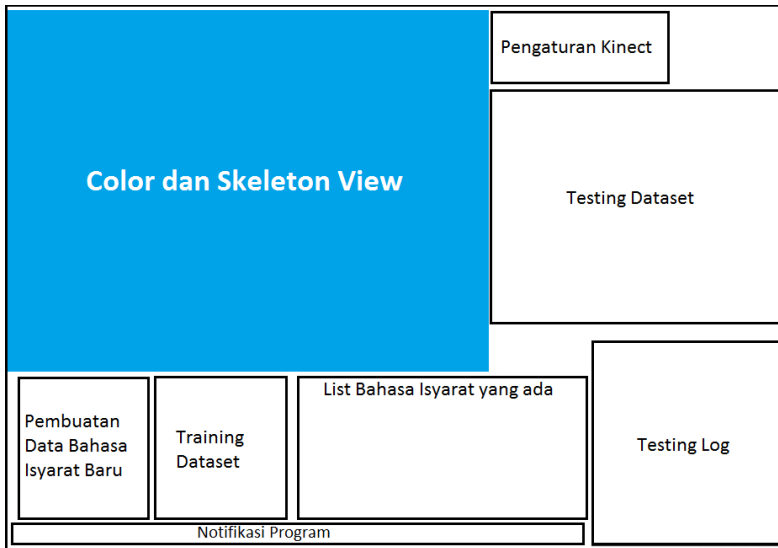 Pengaturan Kinect
Color dan Skeleton View
Testing Dataset
List Bahasa Isyarat yang ada
Pembuatan
Data Bahasa
Isyarat Baru
Training
Dataset
Testing Log
Notifikasi Program